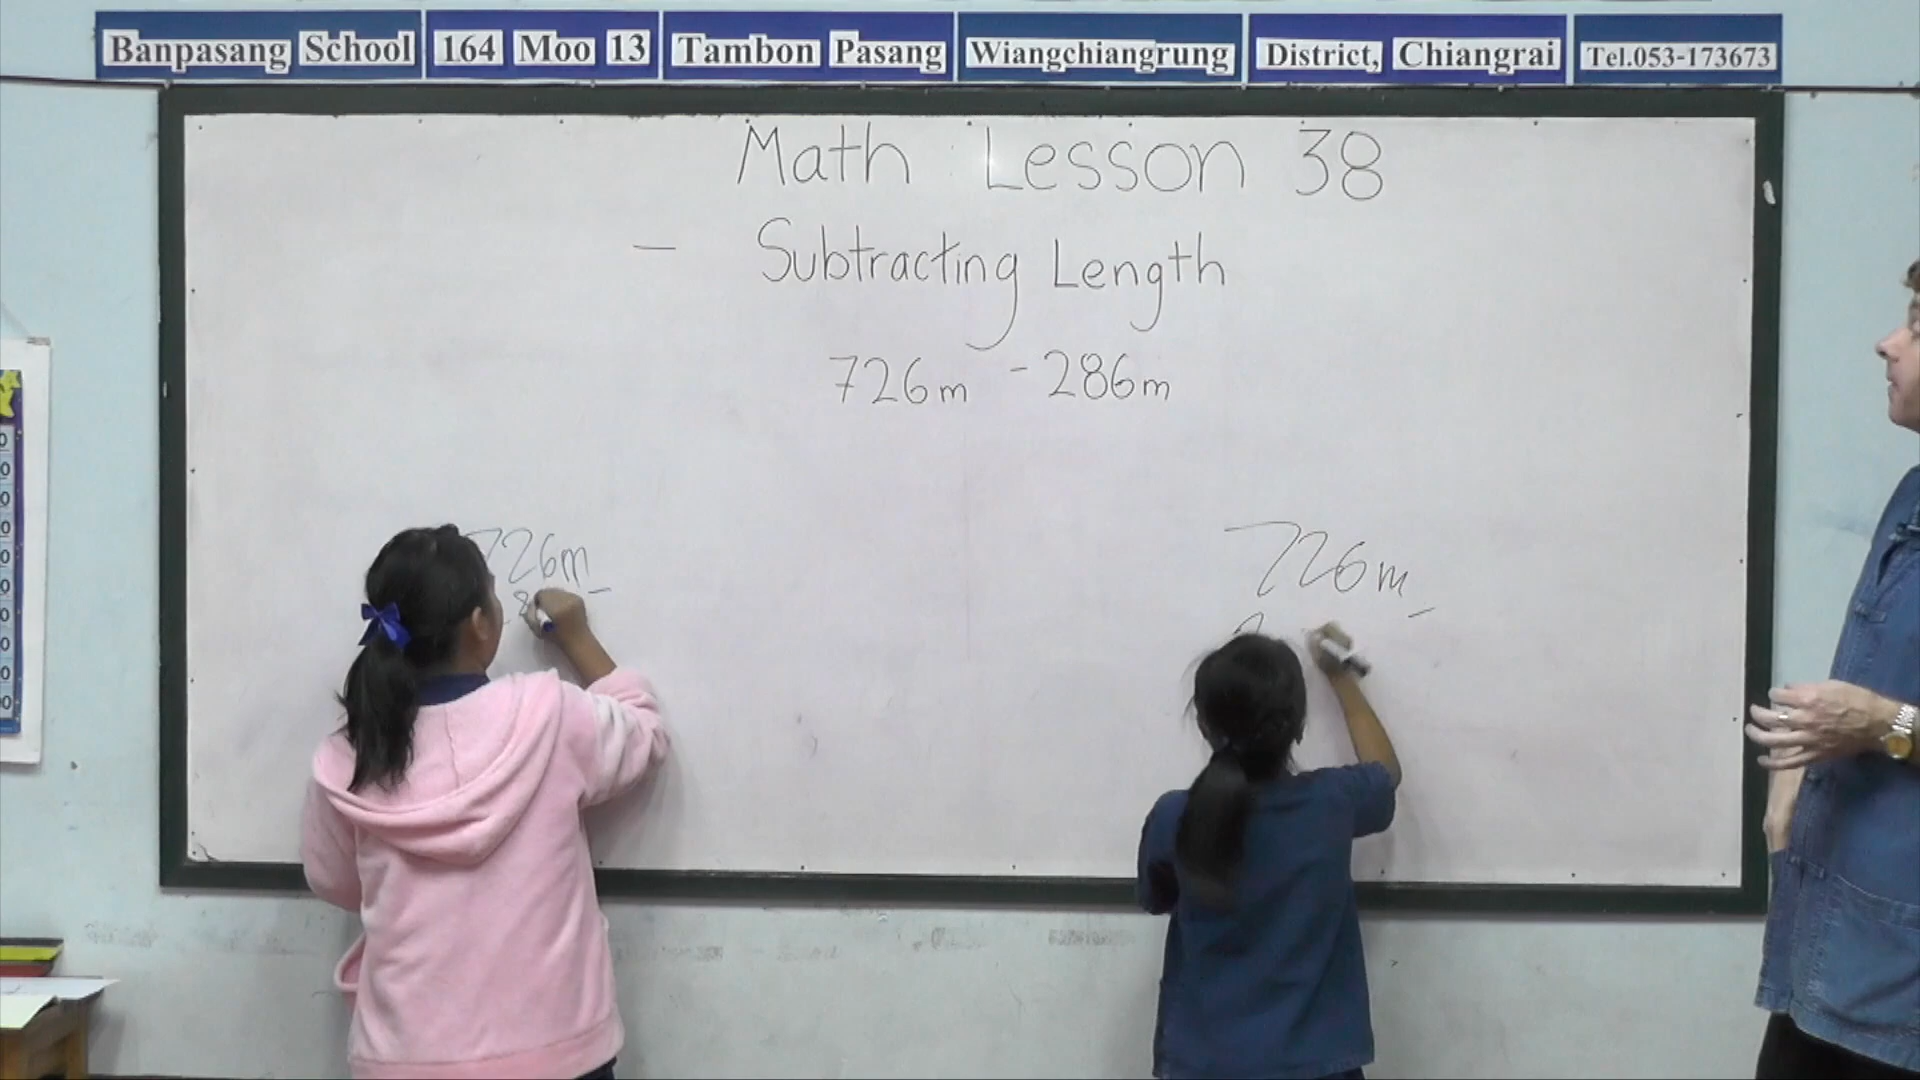 Banpasang School 164 Moo 13 Tambon Pasang Wiangchiangrung District, Chiangrai Tel.053-173673
Math Lesson 38
- Subtracting Length
726m - 286m
726m -
8
726m -